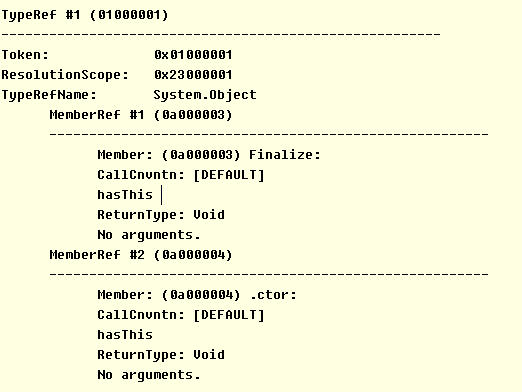 TypeRef #1 (01000001)
-------------------------------------------------------
Token:             0x01000001
ResolutionScope:   0x23000001
TypeRefName:       System.Object
      MemberRef #1 (0a000003)
      -------------------------------------------------------
            Member: (0a000003) Finalize:
            CallCnvntn: [DEFAULT]
            hasThis
            ReturnType: Void
            No arguments.
      MemberRef #2 (0a000004)
      -------------------------------------------------------
            Member: (0a000004) .ctor:
            CallCnvntn: [DEFAULT]
            hasThis
            ReturnType: Void
            No arguments.